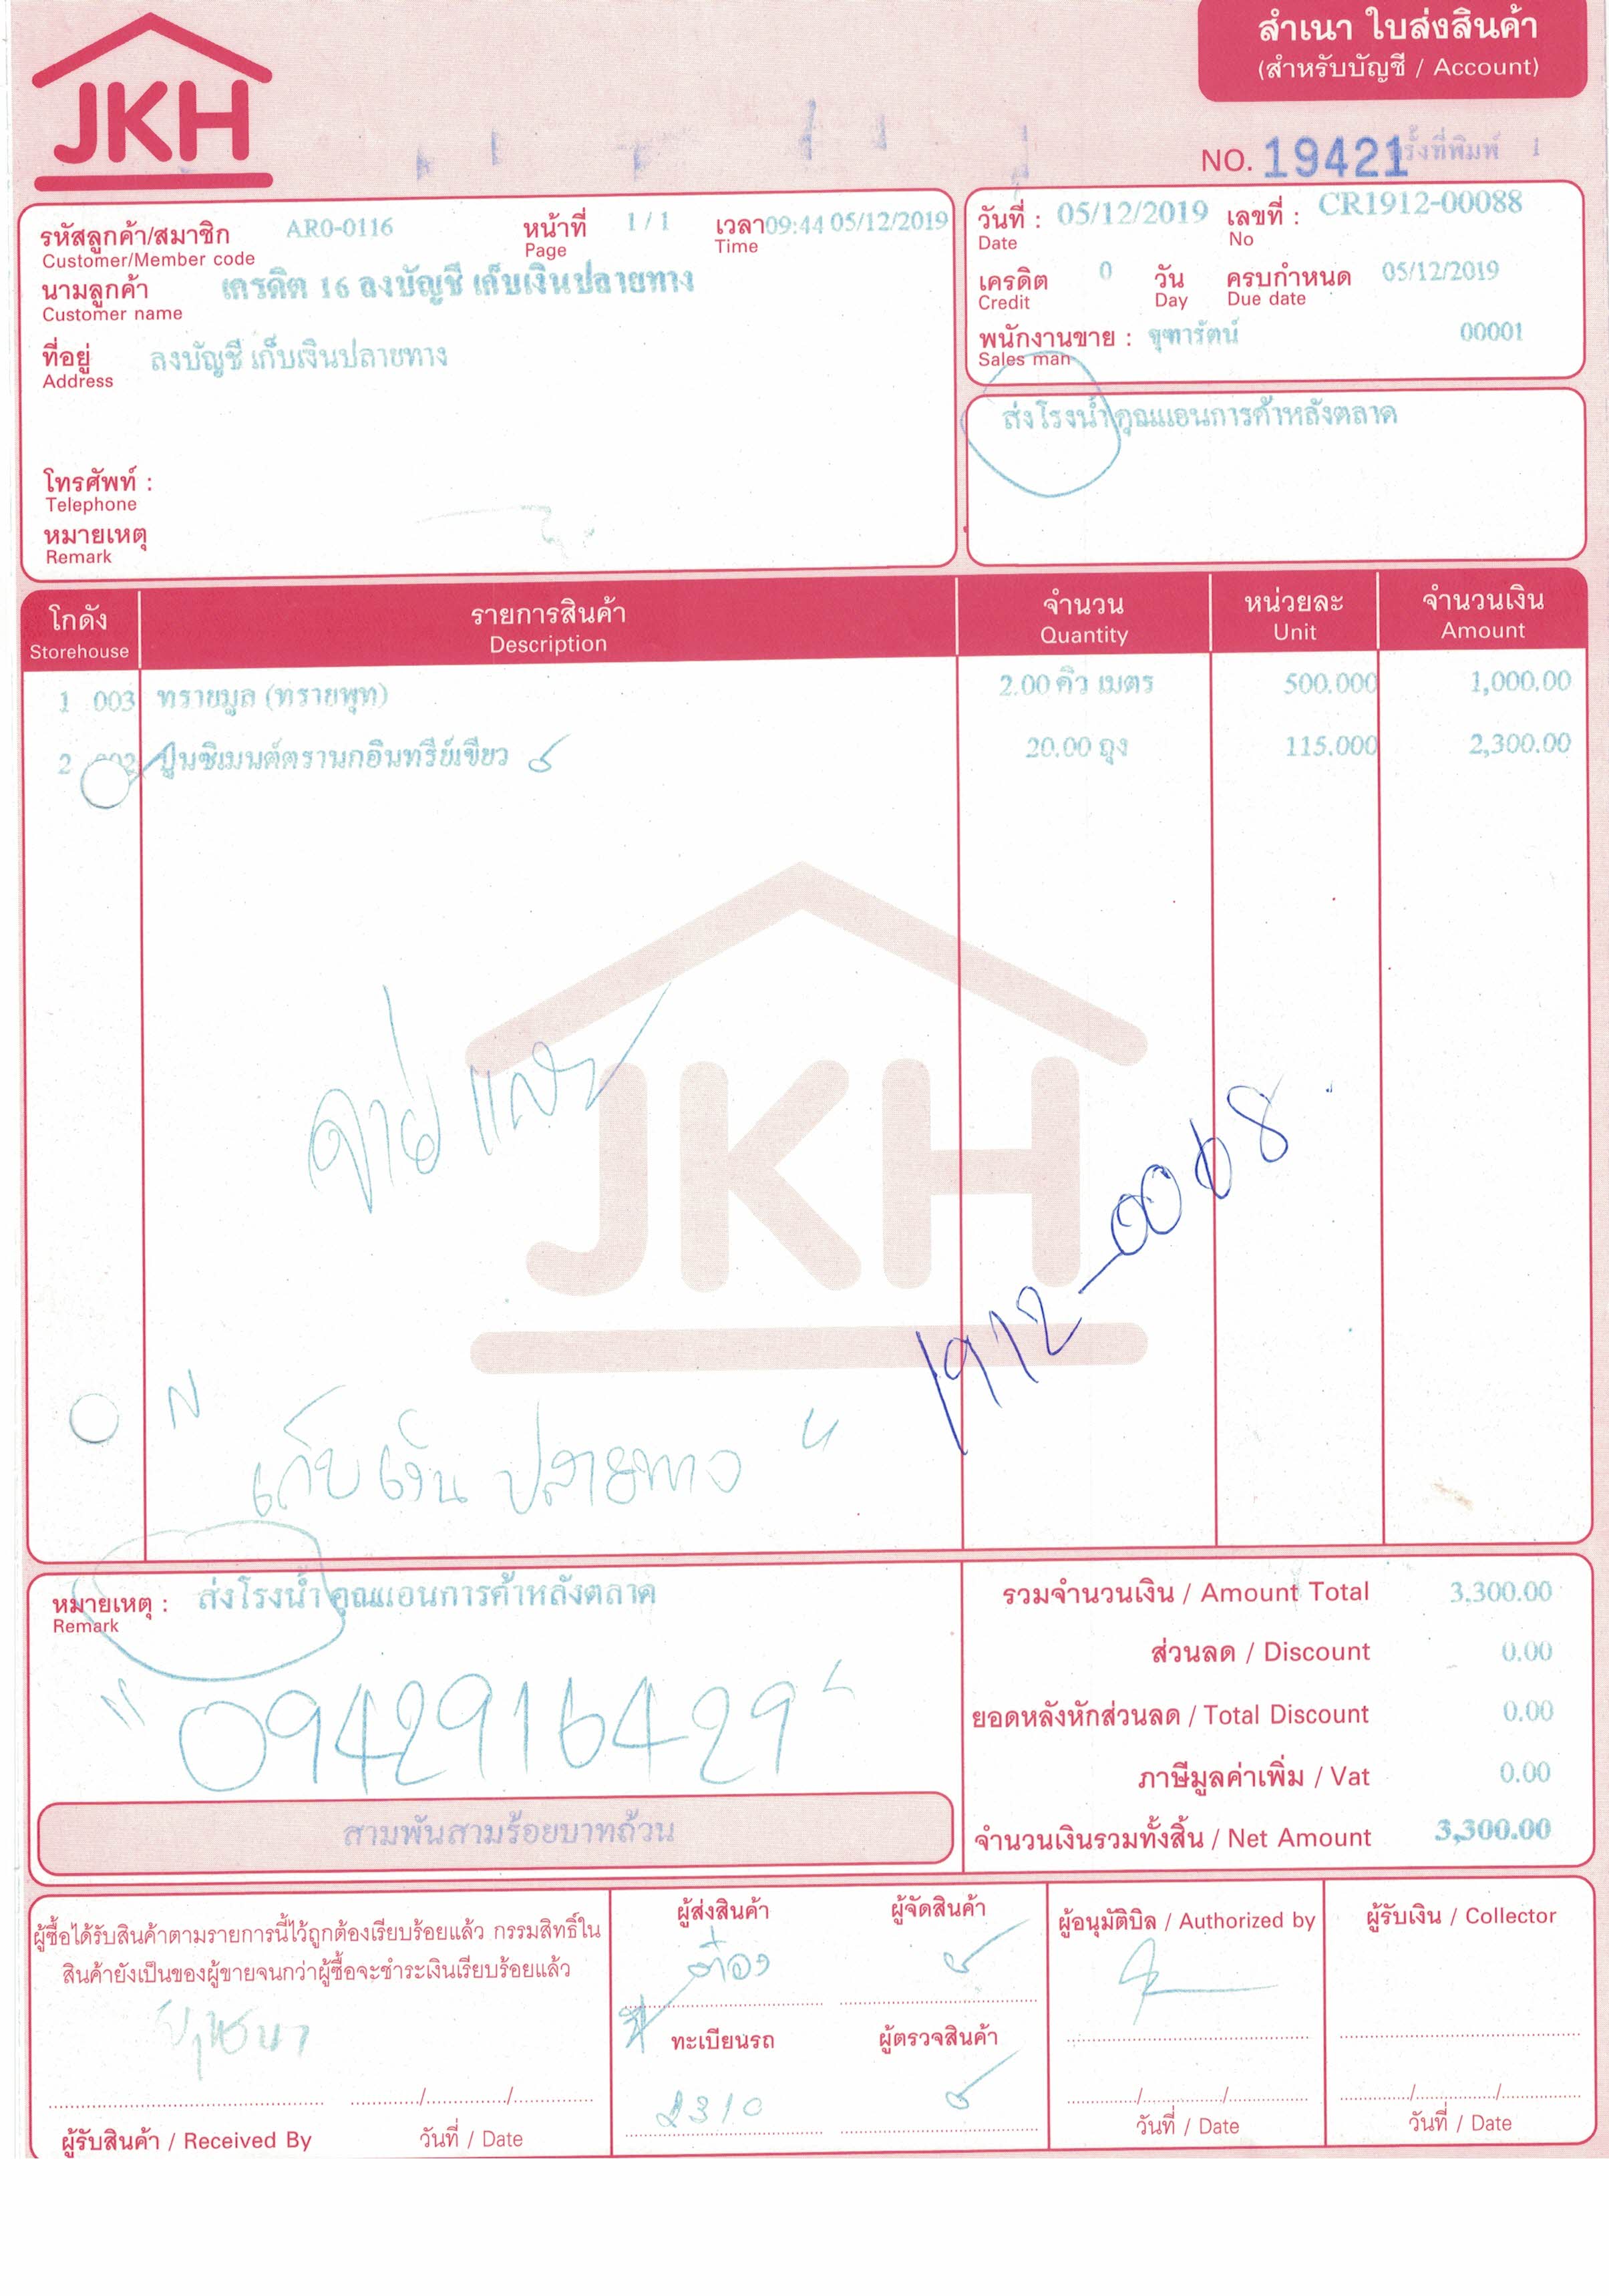 JKH
สำเนา ใบส่งสินค้า
(สำหรับบัญชี / Account)
NO. 19421
ครั้งที่พิมพ์ 1
รหัสลูกค้า/สมาชิก AR0-0116 หน้าที่ 1 / 1 เวลา 09:44 05/12/2019
Customer/Member code Page Time
นามลูกค้า เครดิต 16 ลงบัญชี เก็บเงินปลายทาง
Customer name
ที่อยู่ ลงบัญชี เก็บเงินปลายทาง
Address
โทรศัพท์ :
Telephone
หมายเหตุ
Remark
วันที่ : 05/12/2019 เลขที่ : CR1912-00088
Date No
เครดิต 0 วัน ครบกำหนด 05/12/2019
Credit Day Due date
พนักงานขาย : จุฑารัตน์ 00001
Sales man
ส่งโรงน้ำ คุณแอนการค้าหลังตลาด
โกดัง รายการสินค้า จำนวน หน่วยละ จำนวนเงิน
Storehouse Description Quantity Unit Amount
1 003 ทรายมูล (ทรายพุท) 2.00 คิว เมตร 500.000 1,000.00
2 002 ปูนซิเมนต์ตรานกอินทรีย์เขียว 20.00 ถุง 115.000 2,300.00
JKH
จ่ายแล้ว
1912-0068
"เก็บเงินปลายทาง"
หมายเหตุ : ส่งโรงน้ำ คุณแอนการค้าหลังตลาด
Remark
"0942916429"
สามพันสามร้อยบาทถ้วน
รวมจำนวนเงิน / Amount Total 3,300.00
ส่วนลด / Discount 0.00
ยอดหลังหักส่วนลด / Total Discount 0.00
ภาษีมูลค่าเพิ่ม / Vat 0.00
จำนวนเงินรวมทั้งสิ้น / Net Amount 3,300.00
ผู้ซื้อได้รับสินค้าตามรายการนี้ไว้ถูกต้องเรียบร้อยแล้ว กรรมสิทธิ์ใน
สินค้ายังเป็นของผู้ขายจนกว่าผู้ซื้อจะชำระเงินเรียบร้อยแล้ว
ผู้รับสินค้า / Received By วันที่ / Date
ผู้ส่งสินค้า ผู้จัดสินค้า
ต๋อง
ทะเบียนรถ ผู้ตรวจสินค้า
2310
ผู้อนุมัติบิล / Authorized by
วันที่ / Date
ผู้รับเงิน / Collector
วันที่ / Date